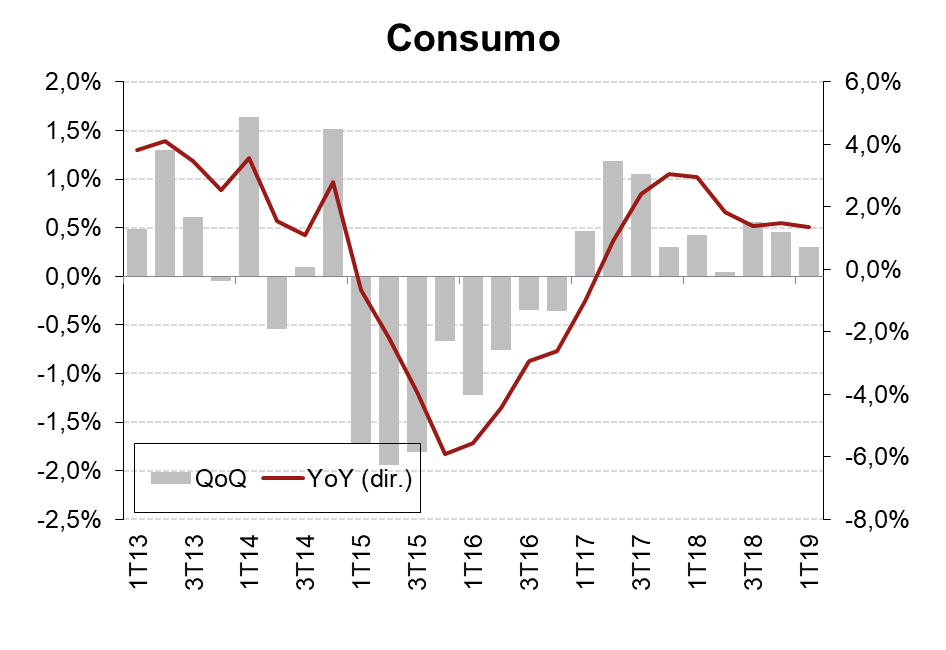 Consumo
2,0%
1,5%
1,0%
0,5%
0,0%
-0,5%
-1,0%
-1,5%
-2,0%
-2,5%
6,0%
4,0%
2,0%
0,0%
-2,0%
-4,0%
-6,0%
-8,0%
QoQ
YoY (dir.)
1T13
3T13
1T14
3T14
1T15
3T15
1T16
3T16
1T17
3T17
1T18
3T18
1T19